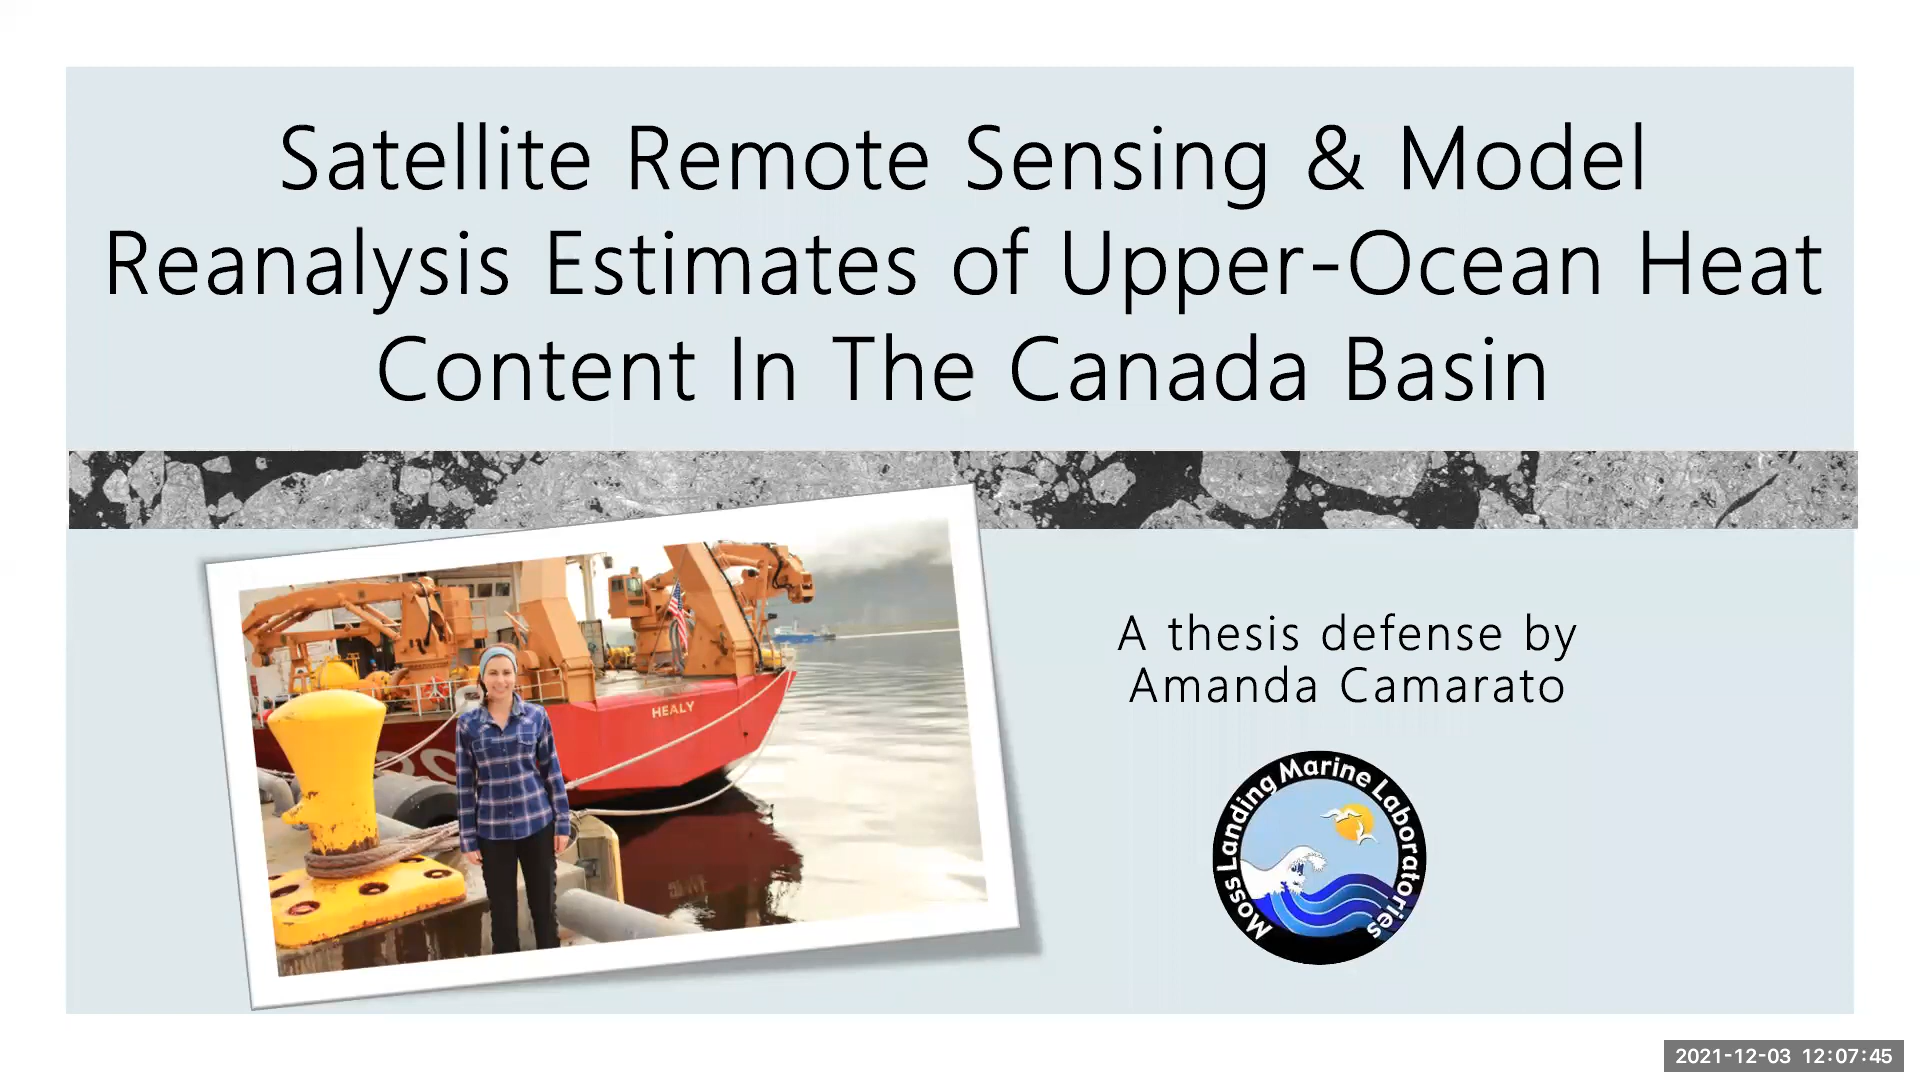 Satellite Remote Sensing & Model
Reanalysis Estimates of Upper-Ocean Heat
Content In The Canada Basin
HEALY
A thesis defense by
Amanda Camarato
Moss Landing Marine Laboratories
2021-12-03 12:07:45